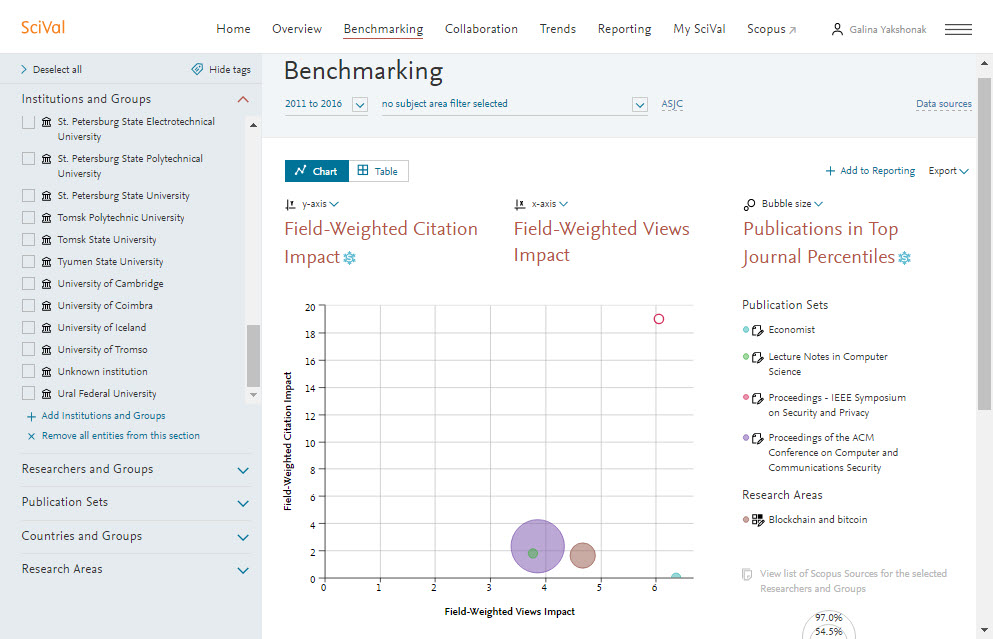 SciVal
Home Overview Benchmarking Collaboration Trends Reporting My SciVal Scopus Galina Yakshonak
Deselect all Hide tags
Institutions and Groups
St. Petersburg State Electrotechnical
University
St. Petersburg State Polytechnical
University
St. Petersburg State University
Tomsk Polytechnic University
Tomsk State University
Tyumen State University
University of Cambridge
University of Coimbra
University of Iceland
University of Tromso
Unknown institution
Ural Federal University
Add Institutions and Groups
Remove all entities from this section
Researchers and Groups
Publication Sets
Countries and Groups
Research Areas
Benchmarking
2011 to 2016 no subject area filter selected ASJC Data sources
Chart Table Add to Reporting Export
y-axis
Field-Weighted Citation
Impact
x-axis
Field-Weighted Views
Impact
Bubble size
Publications in Top
Journal Percentiles
Field-Weighted Citation Impact
20
18
16
14
12
10
8
6
4
2
0
0 1 2 3 4 5 6
Field-Weighted Views Impact
Publication Sets
Economist
Lecture Notes in Computer
Science
Proceedings - IEEE Symposium
on Security and Privacy
Proceedings of the ACM
Conference on Computer and
Communications Security
Research Areas
Blockchain and bitcoin
View list of Scopus Sources for the selected
Researchers and Groups
97.0%
54.5%